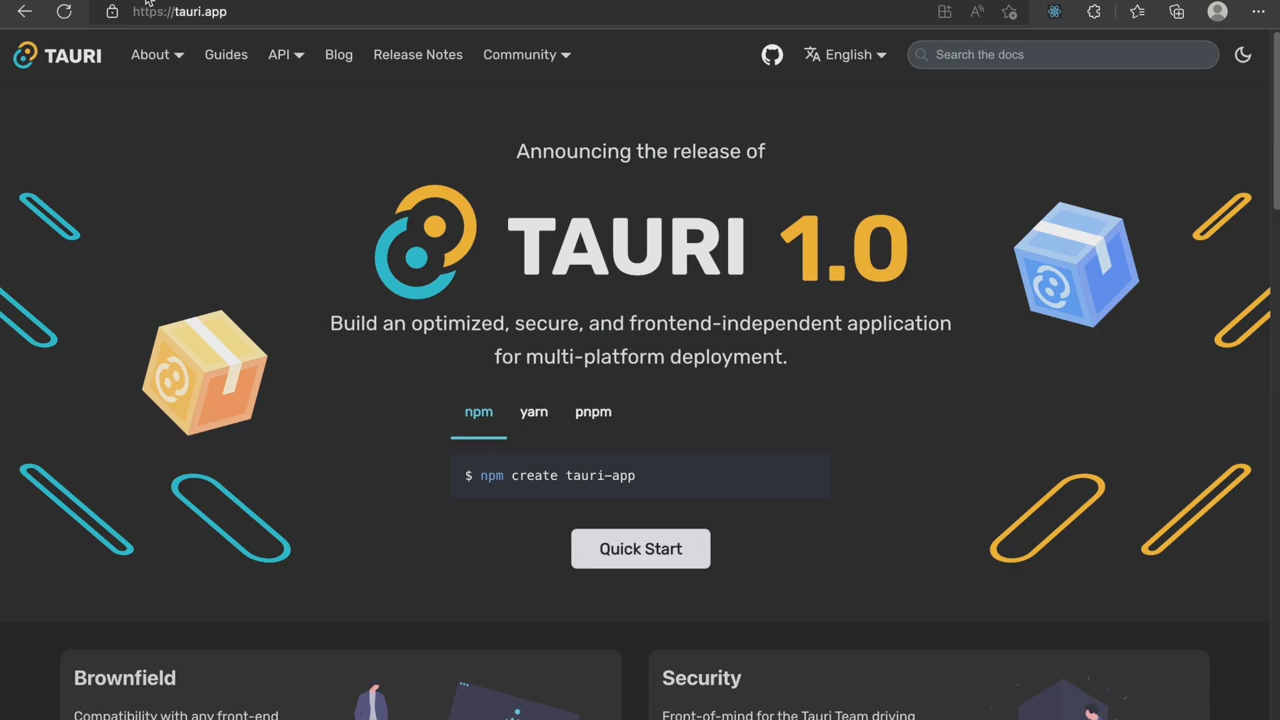 https://tauri.app
TAURI About Guides API Blog Release Notes Community English Search the docs
Announcing the release of
TAURI 1.0
Build an optimized, secure, and frontend-independent application
for multi-platform deployment.
npm yarn pnpm
$ npm create tauri-app
Quick Start
Brownfield
Compatibility with any front-end
Security
Front-of-mind for the Tauri Team driving